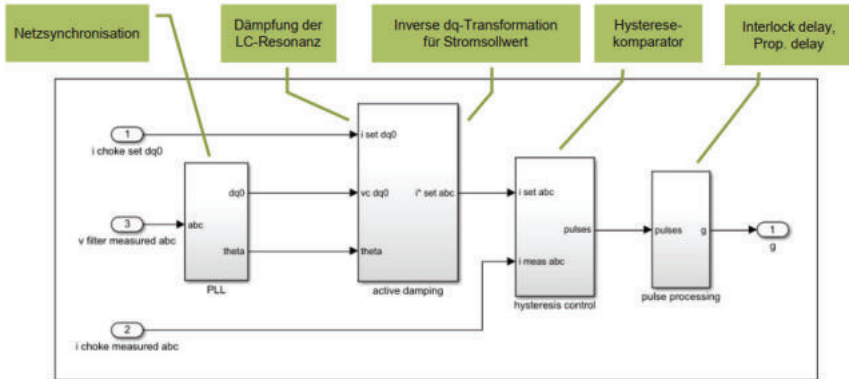 Netzsynchronisation
Dämpfung der
LC-Resonanz
Inverse dq-Transformation
für Stromsollwert
Hysterese-
komparator
Interlock delay,
Prop. delay
1
i choke set dq0
3
v filter measured abc
2
i choke measured abc
abc
dq0
theta
PLL
i set dq0
vc dq0
theta
i* set abc
active damping
i set abc
i meas abc
pulses
hysteresis control
pulses
g
pulse processing
1
g